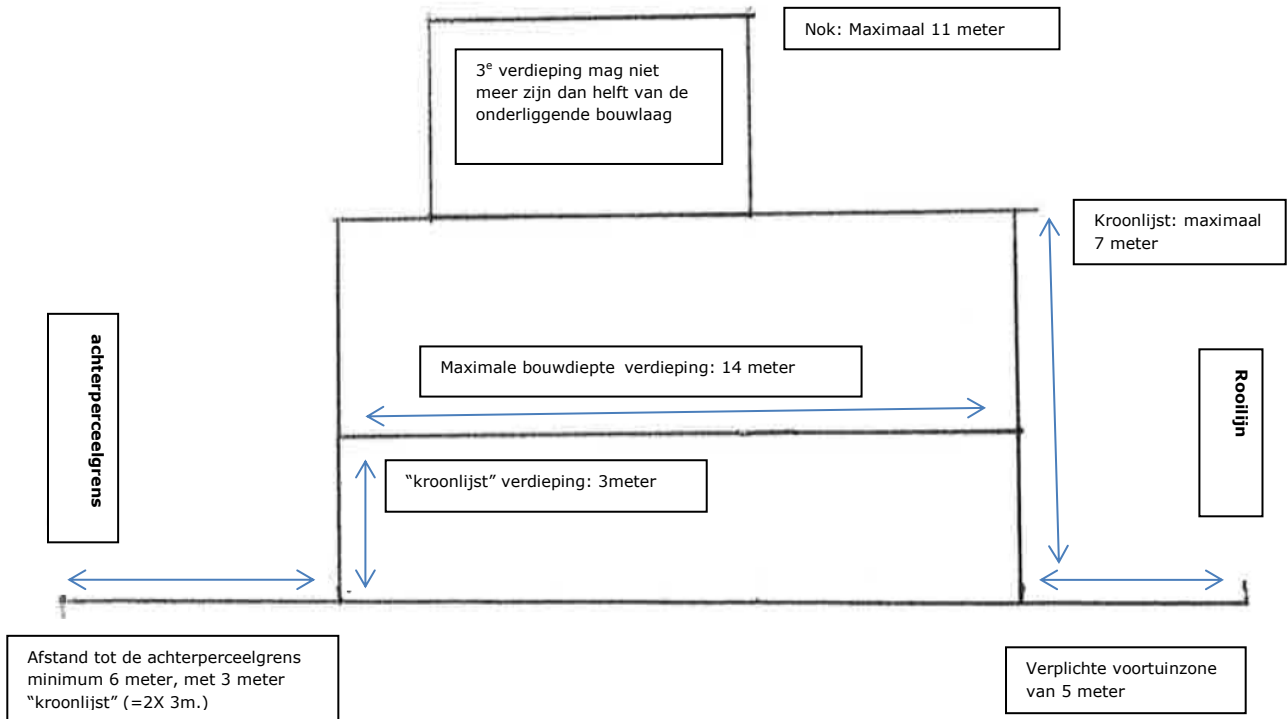 Nok: Maximaal 11 meter
3e verdieping mag niet
meer zijn dan helft van de
onderliggende bouwlaag
Kroonlijst: maximaal
7 meter
achterperceelgrens
Maximale bouwdiepte verdieping: 14 meter
Rooilijn
“kroonlijst” verdieping: 3meter
Afstand tot de achterperceelgrens
minimum 6 meter, met 3 meter
“kroonlijst” (=2X 3m.)
Verplichte voortuinzone
van 5 meter